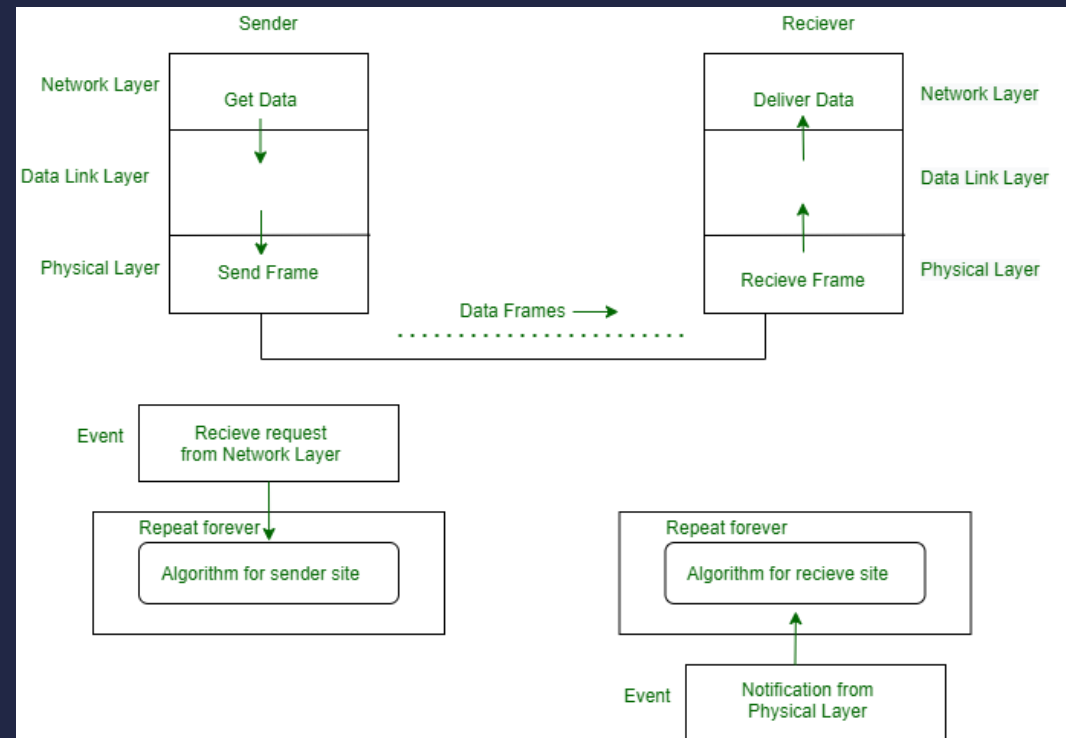 Sender
Reciever
Network Layer
Get Data
Deliver Data
Network Layer
Data Link Layer
Data Link Layer
Physical Layer
Send Frame
Recieve Frame
Physical Layer
Data Frames
Event
Recieve request
from Network Layer
Repeat forever
Algorithm for sender site
Repeat forever
Algorithm for recieve site
Event
Notification from
Physical Layer